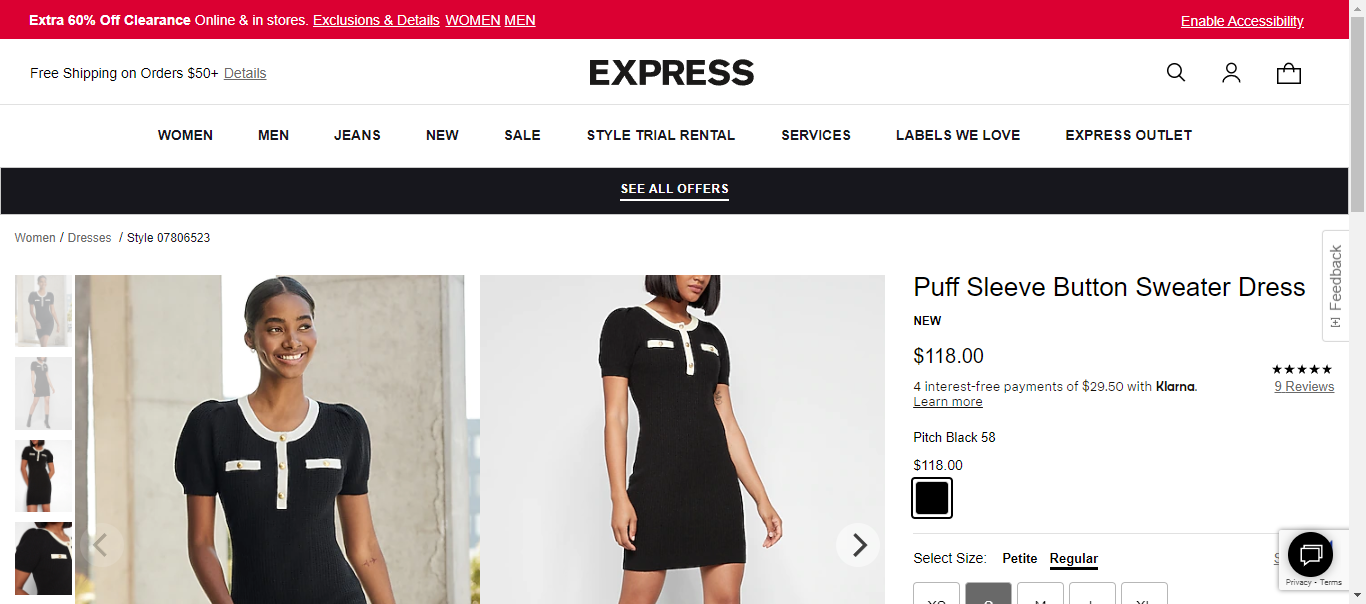 Extra 60% Off Clearance Online & in stores. Exclusions & Details WOMEN MEN
Enable Accessibility
Free Shipping on Orders $50+ Details
EXPRESS
WOMEN MEN JEANS NEW SALE STYLE TRIAL RENTAL SERVICES LABELS WE LOVE EXPRESS OUTLET
SEE ALL OFFERS
Women / Dresses / Style 07806523
[+] Feedback
Puff Sleeve Button Sweater Dress
NEW
$118.00
4 interest-free payments of $29.50 with Klarna.
Learn more
9 Reviews
Pitch Black 58
$118.00
Select Size: Petite Regular
Privacy - Terms